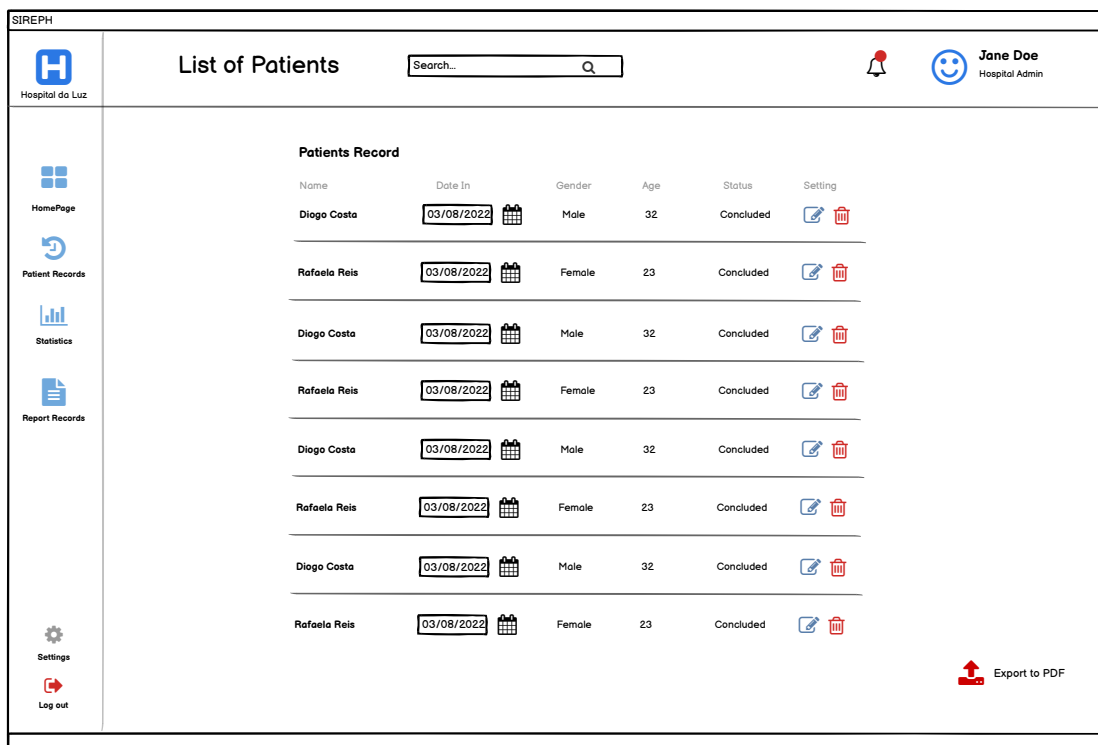 SIREPH
H
Hospital da Luz
List of Patients
Search...
Jane Doe
Hospital Admin
HomePage
Patient Records
Statistics
Report Records
Settings
Log out
Patients Record
Name Date In Gender Age Status Setting
Diogo Costa 03/08/2022 Male 32 Concluded
Rafaela Reis 03/08/2022 Female 23 Concluded
Diogo Costa 03/08/2022 Male 32 Concluded
Rafaela Reis 03/08/2022 Female 23 Concluded
Diogo Costa 03/08/2022 Male 32 Concluded
Rafaela Reis 03/08/2022 Female 23 Concluded
Diogo Costa 03/08/2022 Male 32 Concluded
Rafaela Reis 03/08/2022 Female 23 Concluded
Export to PDF